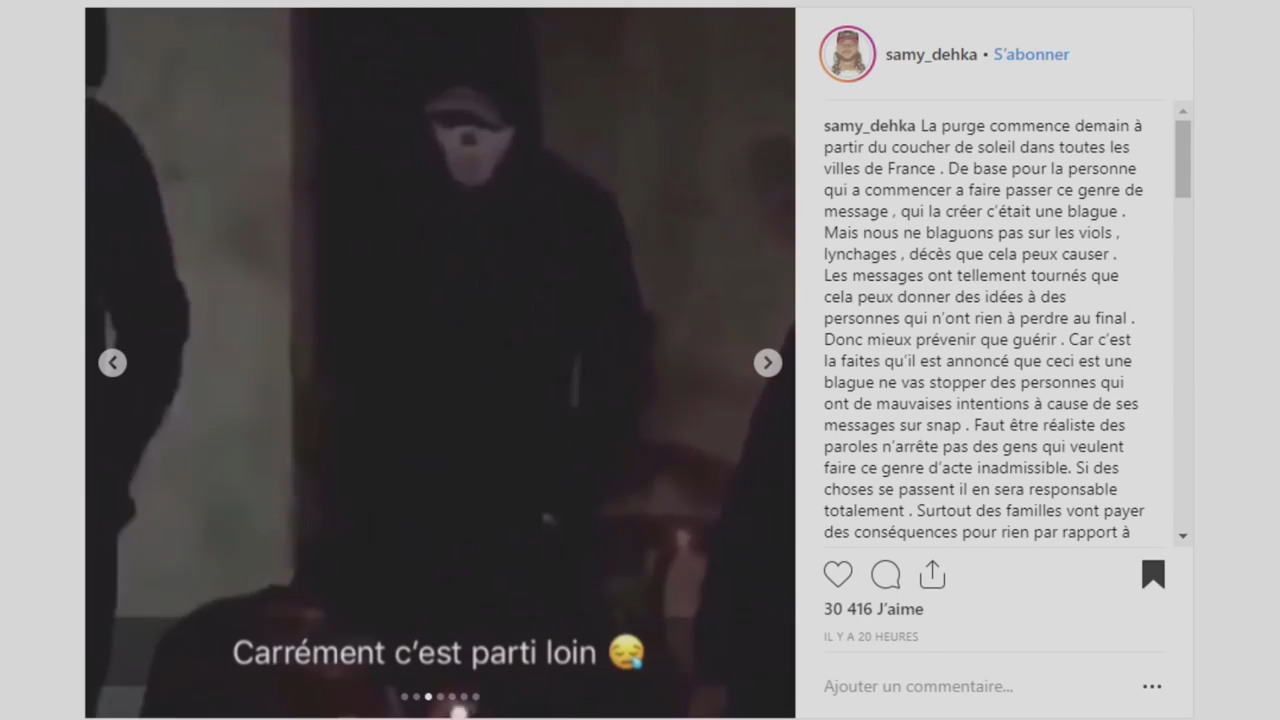 samy_dehka • S'abonner
samy_dehka La purge commence demain à
partir du coucher de soleil dans toutes les
villes de France . De base pour la personne
qui a commencer a faire passer ce genre de
message , qui la créer c'était une blague .
Mais nous ne blaguons pas sur les viols ,
lynchages , décès que cela peux causer .
Les messages ont tellement tournés que
cela peux donner des idées à des
personnes qui n'ont rien à perdre au final .
Donc mieux prévenir que guérir . Car c'est
la faites qu'il est annoncé que ceci est une
blague ne vas stopper des personnes qui
ont de mauvaises intentions à cause de ses
messages sur snap . Faut être réaliste des
paroles n'arrête pas des gens qui veulent
faire ce genre d'acte inadmissible. Si des
choses se passent il en sera responsable
totalement . Surtout des familles vont payer
des conséquences pour rien par rapport à
30 416 J'aime
IL Y A 20 HEURES
Ajouter un commentaire...
Carrément c'est parti loin 😪